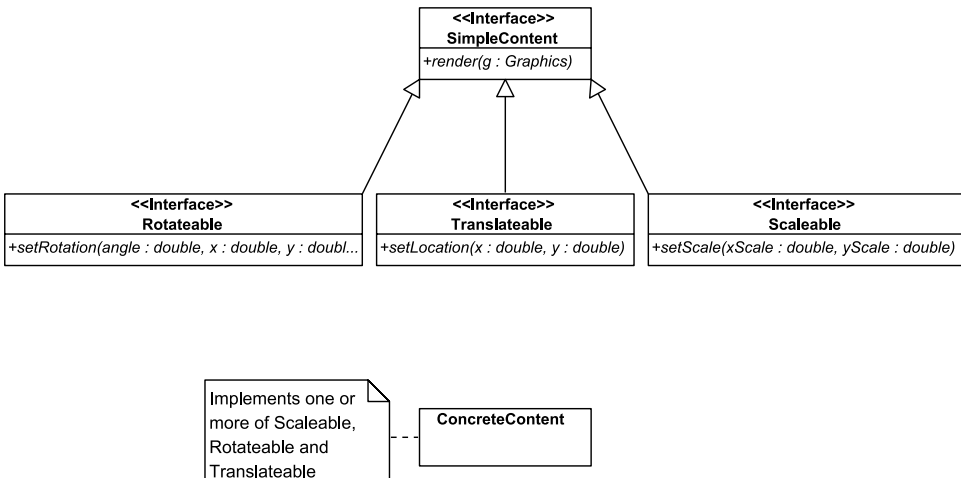 <<Interface>>
SimpleContent
+render(g : Graphics)
<<Interface>>
Rotateable
+setRotation(angle : double, x : double, y : doubl...
<<Interface>>
Translateable
+setLocation(x : double, y : double)
<<Interface>>
Scaleable
+setScale(xScale : double, yScale : double)
Implements one or
more of Scaleable,
Rotateable and
Translateable
ConcreteContent